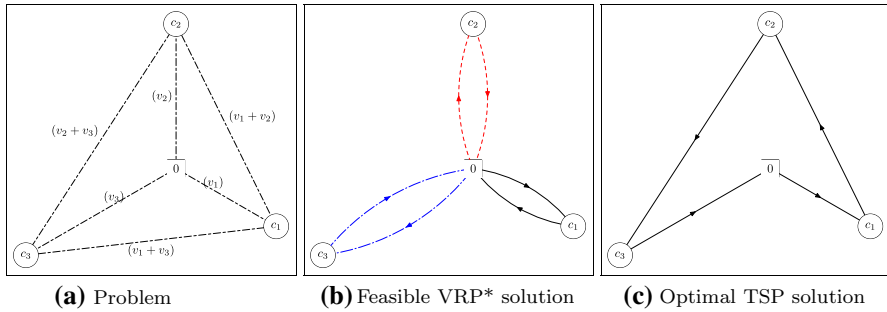 c₂ c₂ c₂
(v₂)
(v₁ + v₂)
(v₂ + v₃)
0 0 0
(v₃) (v₁)
c₁ c₁ c₁
c₃ c₃ c₃
(v₁ + v₃)
(a) Problem
(b) Feasible VRP* solution
(c) Optimal TSP solution